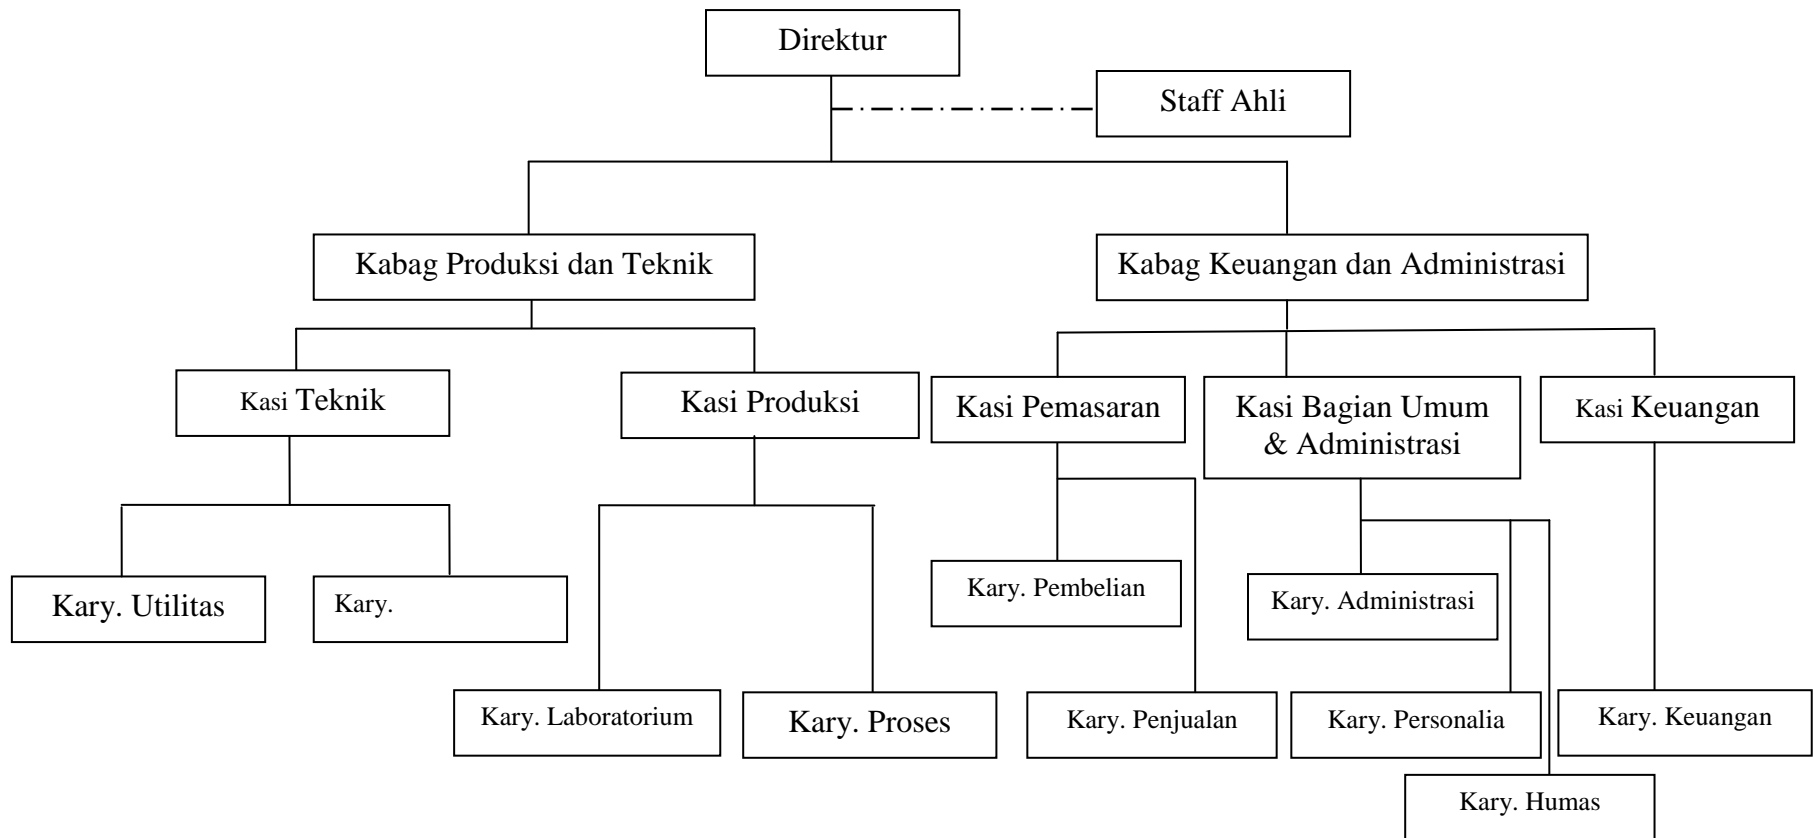 Direktur
Staff Ahli
Kabag Produksi dan Teknik
Kabag Keuangan dan Administrasi
Kasi Teknik
Kasi Produksi
Kasi Pemasaran
Kasi Bagian Umum
& Administrasi
Kasi Keuangan
Kary. Utilitas
Kary.
Kary. Pembelian
Kary. Administrasi
Kary. Laboratorium
Kary. Proses
Kary. Penjualan
Kary. Personalia
Kary. Keuangan
Kary. Humas